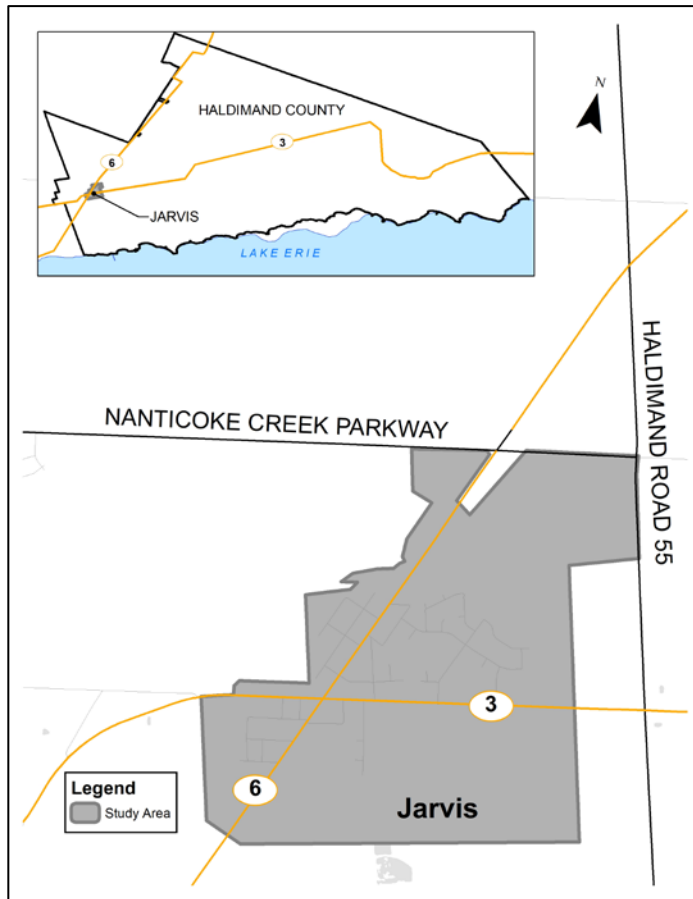 HALDIMAND COUNTY
6
3
JARVIS
LAKE ERIE
N
HALDIMAND ROAD 55
NANTICOKE CREEK PARKWAY
3
6
Jarvis
Legend
Study Area